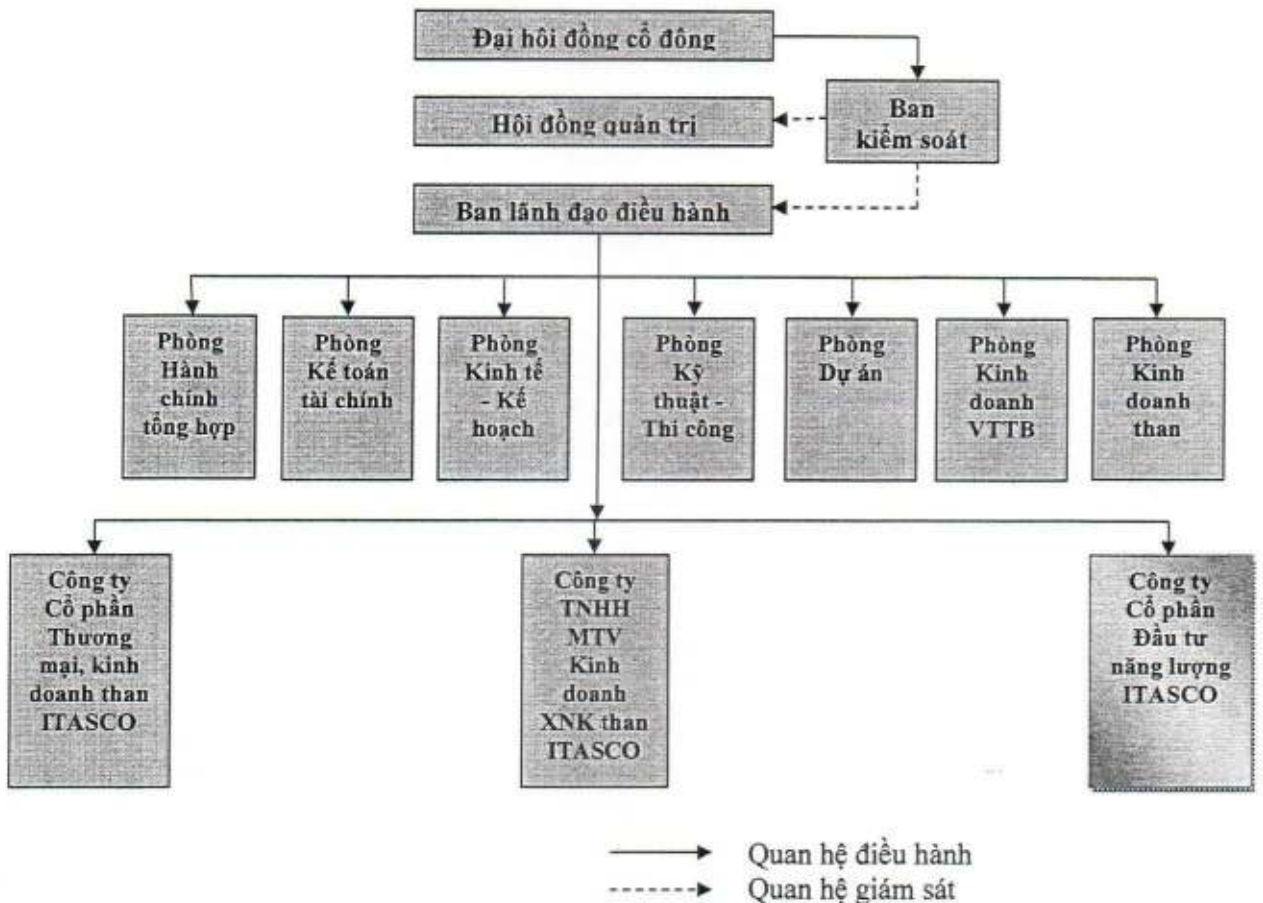 Đại hôi đồng cổ đông
Hội đồng quản trị
Ban
kiểm soát
Ban lãnh đạo điều hành
Phòng
Hành
chính
tổng hợp
Phòng
Kế toán
tài chính
Phòng
Kinh tế
- Kế
hoạch
Phòng
Kỹ
thuật -
Thi công
Phòng
Dự án
Phòng
Kinh
doanh
VTTB
Phòng
Kinh
doanh
than
Công ty
Cổ phần
Thương
mại, kinh
doanh than
ITASCO
Công ty
TNHH
MTV
Kinh
doanh
XNK than
ITASCO
Công ty
Cổ phần
Đầu tư
năng lượng
ITASCO
Quan hệ điều hành
Quan hệ giám sát